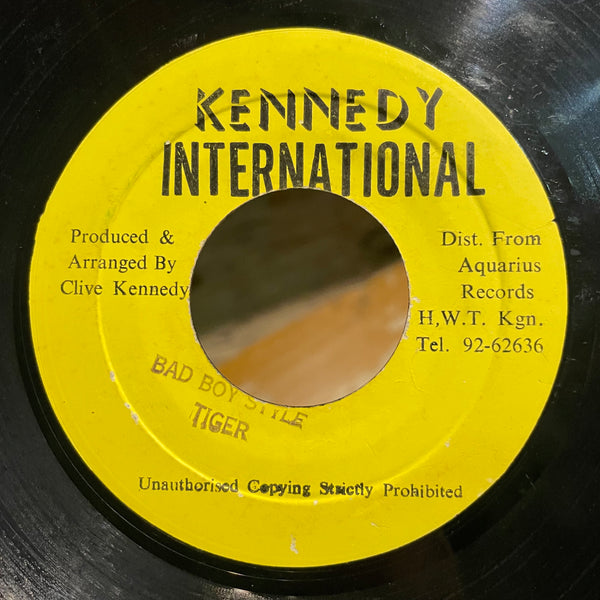 KENNEDY
INTERNATIONAL
Produced &
Arranged By
Clive Kennedy
Dist. From
Aquarius
Records
H,W.T. Kgn.
Tel. 92-62636
BAD BOY STYLE
TIGER
Unauthorised Copying Strictly Prohibited